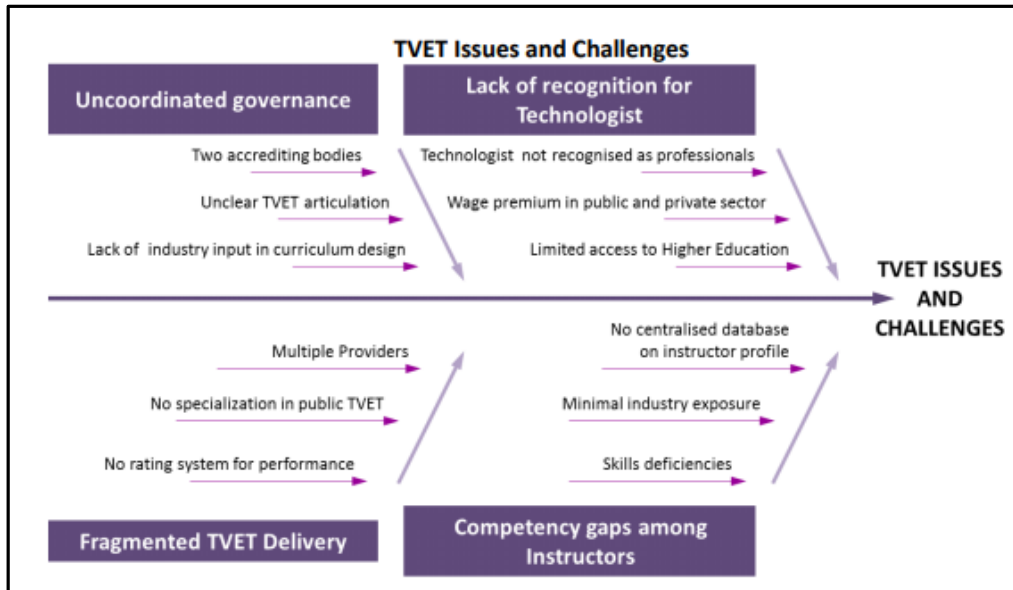 TVET Issues and Challenges
Uncoordinated governance
Lack of recognition for
Technologist
Two accrediting bodies
Unclear TVET articulation
Lack of industry input in curriculum design
Technologist not recognised as professionals
Wage premium in public and private sector
Limited access to Higher Education
TVET ISSUES
AND
CHALLENGES
Multiple Providers
No specialization in public TVET
No rating system for performance
No centralised database
on instructor profile
Minimal industry exposure
Skills deficiencies
Fragmented TVET Delivery
Competency gaps among
Instructors